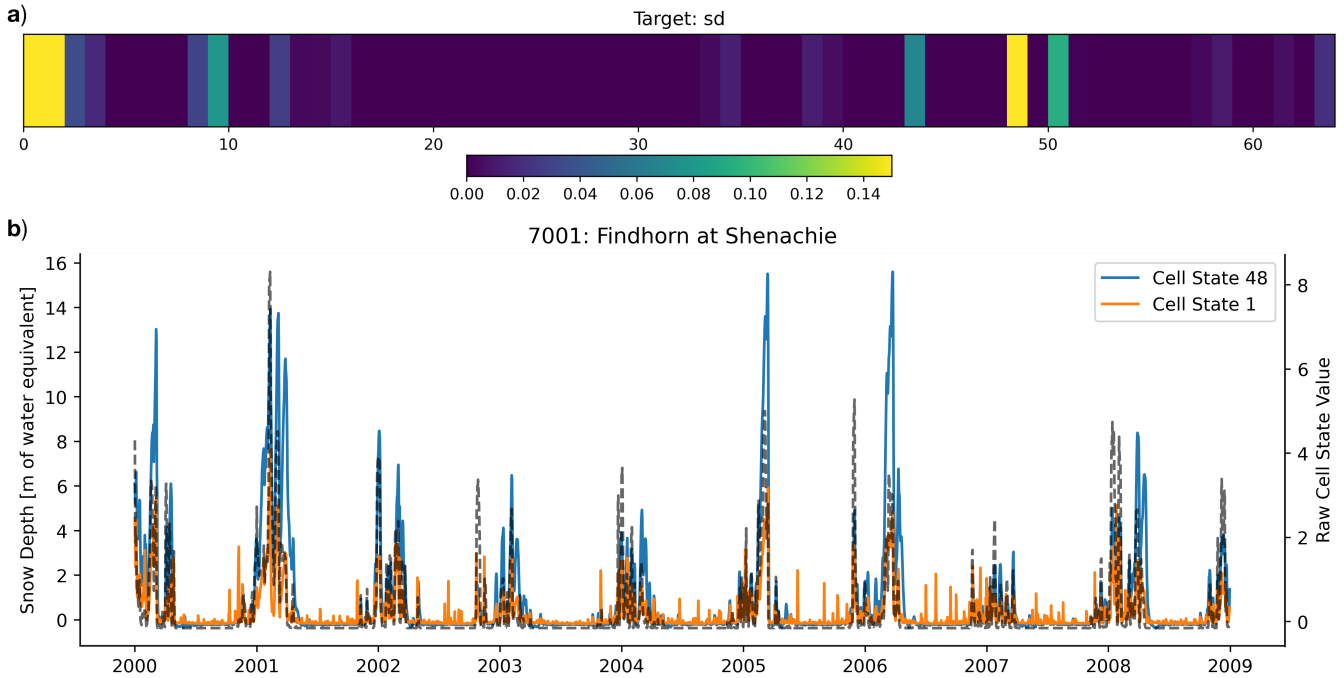 a)
Target: sd
0 10 20 30 40 50 60
0.00 0.02 0.04 0.06 0.08 0.10 0.12 0.14
b)
7001: Findhorn at Shenachie
Snow Depth [m of water equivalent]
16
14
12
10
8
6
4
2
0
Cell State 48
Cell State 1
8
6
4
2
0
Raw Cell State Value
2000 2001 2002 2003 2004 2005 2006 2007 2008 2009